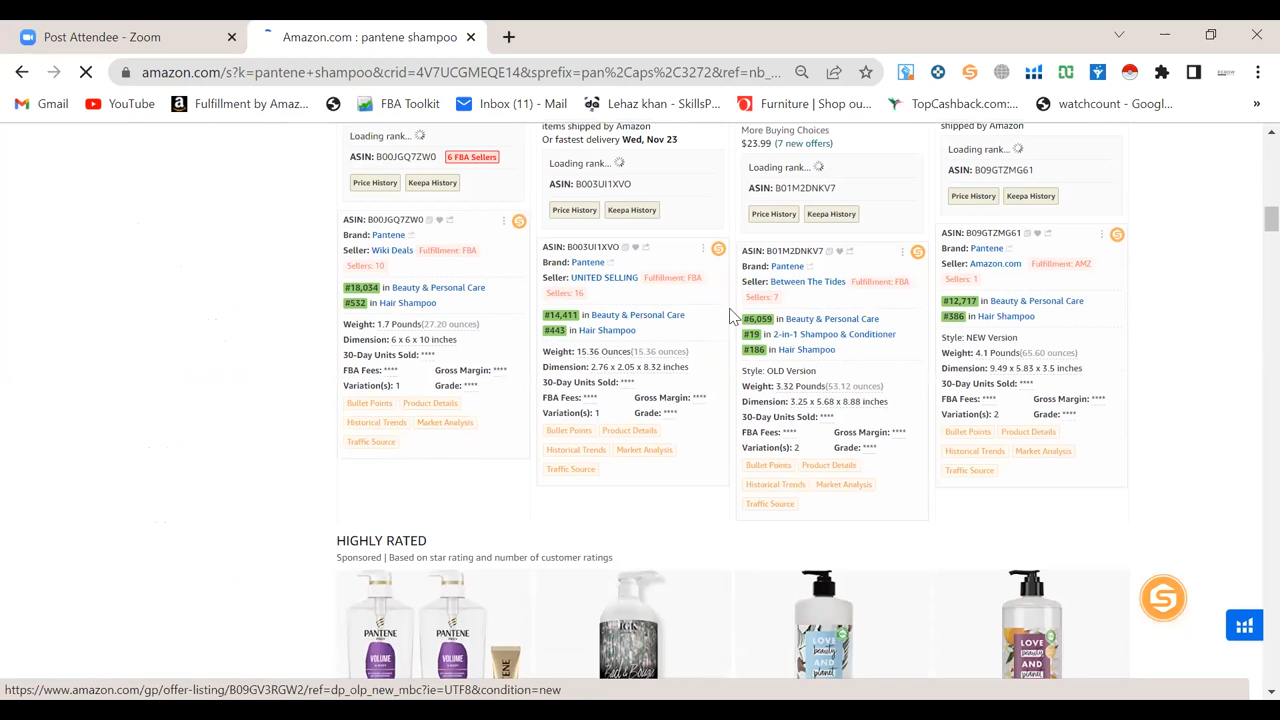 Post Attendee - Zoom
Amazon.com : pantene shampoo
amazon.com/s?k=pantene+shampoo&crid=4V7UCGMEQE14&sprefix=pan%2Caps%2C3272&ref=nb_...
Gmail
YouTube
Fulfillment by Amaz...
FBA Toolkit
Inbox (11) - Mail
Lehaz khan - SkillsP...
Furniture | Shop ou...
TopCashback.com:...
watchcount - Googl...
»
Loading rank...
ASIN: B00JGQ7ZW0 6 FBA Sellers
Price History Keepa History
ASIN: B00JGQ7ZW0
Brand: Pantene
Seller: Wiki Deals Fulfillment: FBA
Sellers: 10
#18,034 in Beauty & Personal Care
#532 in Hair Shampoo
Weight: 1.7 Pounds(27.20 ounces)
Dimension: 6 x 6 x 10 inches
30-Day Units Sold: ****
FBA Fees: **** Gross Margin: ****
Variation(s): 1 Grade: ****
Bullet Points Product Details
Historical Trends Market Analysis
Traffic Source
items shipped by Amazon
Or fastest delivery Wed, Nov 23
Loading rank...
ASIN: B003UI1XVO
Price History Keepa History
ASIN: B003UI1XVO
Brand: Pantene
Seller: UNITED SELLING Fulfillment: FBA
Sellers: 16
#14,411 in Beauty & Personal Care
#443 in Hair Shampoo
Weight: 15.36 Ounces(15.36 ounces)
Dimension: 2.76 x 2.05 x 8.32 inches
30-Day Units Sold: ****
FBA Fees: **** Gross Margin: ****
Variation(s): 1 Grade: ****
Bullet Points Product Details
Historical Trends Market Analysis
Traffic Source
More Buying Choices
$23.99 (7 new offers)
Loading rank...
ASIN: B01M2DNKV7
Price History Keepa History
ASIN: B01M2DNKV7
Brand: Pantene
Seller: Between The Tides Fulfillment: FBA
Sellers: 7
#6,059 in Beauty & Personal Care
#19 in 2-in-1 Shampoo & Conditioner
#186 in Hair Shampoo
Style: OLD Version
Weight: 3.32 Pounds(53.12 ounces)
Dimension: 3.25 x 5.68 x 8.88 inches
30-Day Units Sold: ****
FBA Fees: **** Gross Margin: ****
Variation(s): 2 Grade: ****
Bullet Points Product Details
Historical Trends Market Analysis
Traffic Source
shipped by Amazon
Loading rank...
ASIN: B09GTZMG61
Price History Keepa History
ASIN: B09GTZMG61
Brand: Pantene
Seller: Amazon.com Fulfillment: AMZ
Sellers: 1
#12,717 in Beauty & Personal Care
#386 in Hair Shampoo
Style: NEW Version
Weight: 4.1 Pounds(65.60 ounces)
Dimension: 9.49 x 5.83 x 3.5 inches
30-Day Units Sold: ****
FBA Fees: **** Gross Margin: ****
Variation(s): 2 Grade: ****
Bullet Points Product Details
Historical Trends Market Analysis
Traffic Source
HIGHLY RATED
Sponsored | Based on star rating and number of customer ratings
PANTENE
VOLUME
PANTENE
VOLUME
LOVE
beauty
AND
planet
LOVE
beauty
AND
planet
https://www.amazon.com/gp/offer-listing/B09GV3RGW2/ref=dp_olp_new_mbc?ie=UTF8&condition=new